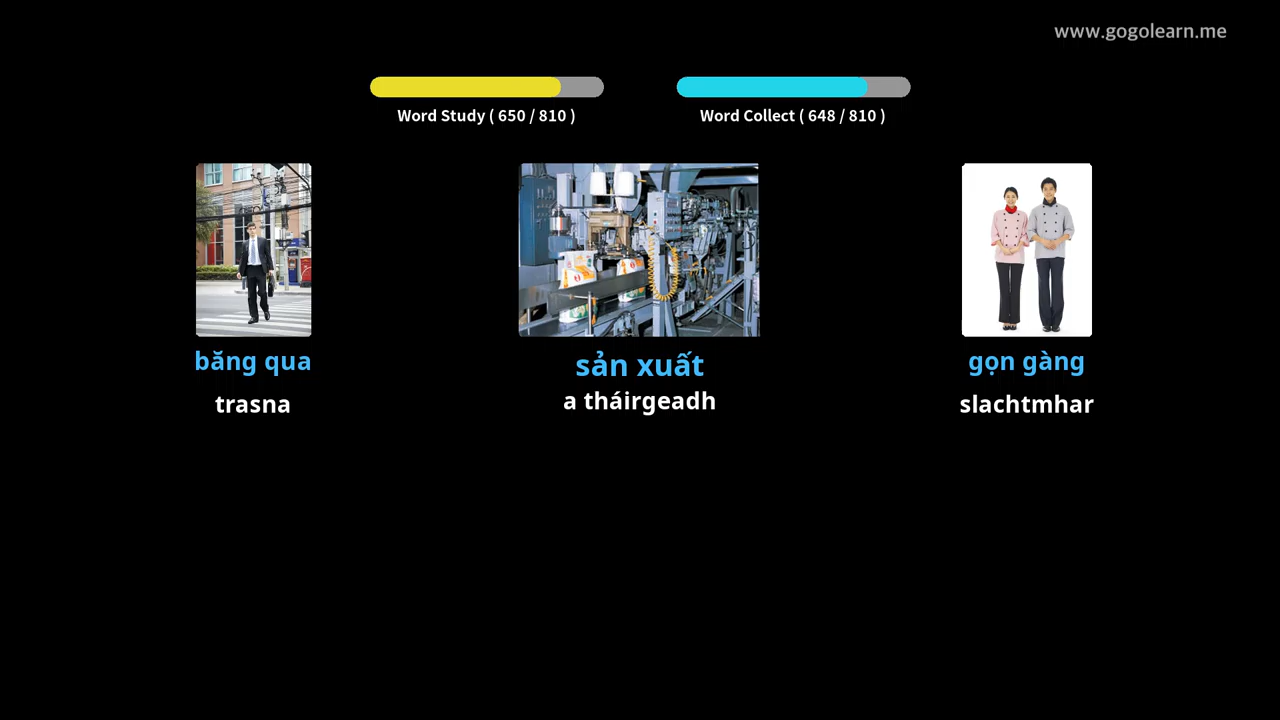 www.gogolearn.me
Word Study ( 650 / 810 )
Word Collect ( 648 / 810 )
băng qua
sản xuất
gọn gàng
trasna
a tháirgeadh
slachtmhar